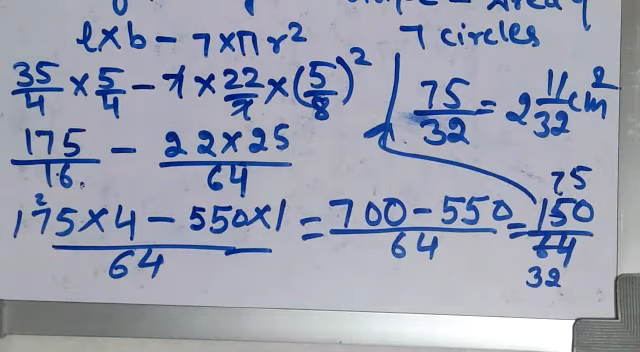 l×b − 7×πr² 7 circles
35/4 × 5/4 − 7 × 22/7 × (5/8)²
75/32 = 2 11/32 cm²
175/16 − 22×25/64
175×4 − 550×1/64 = 700 − 550/64 = 150/64
75
32